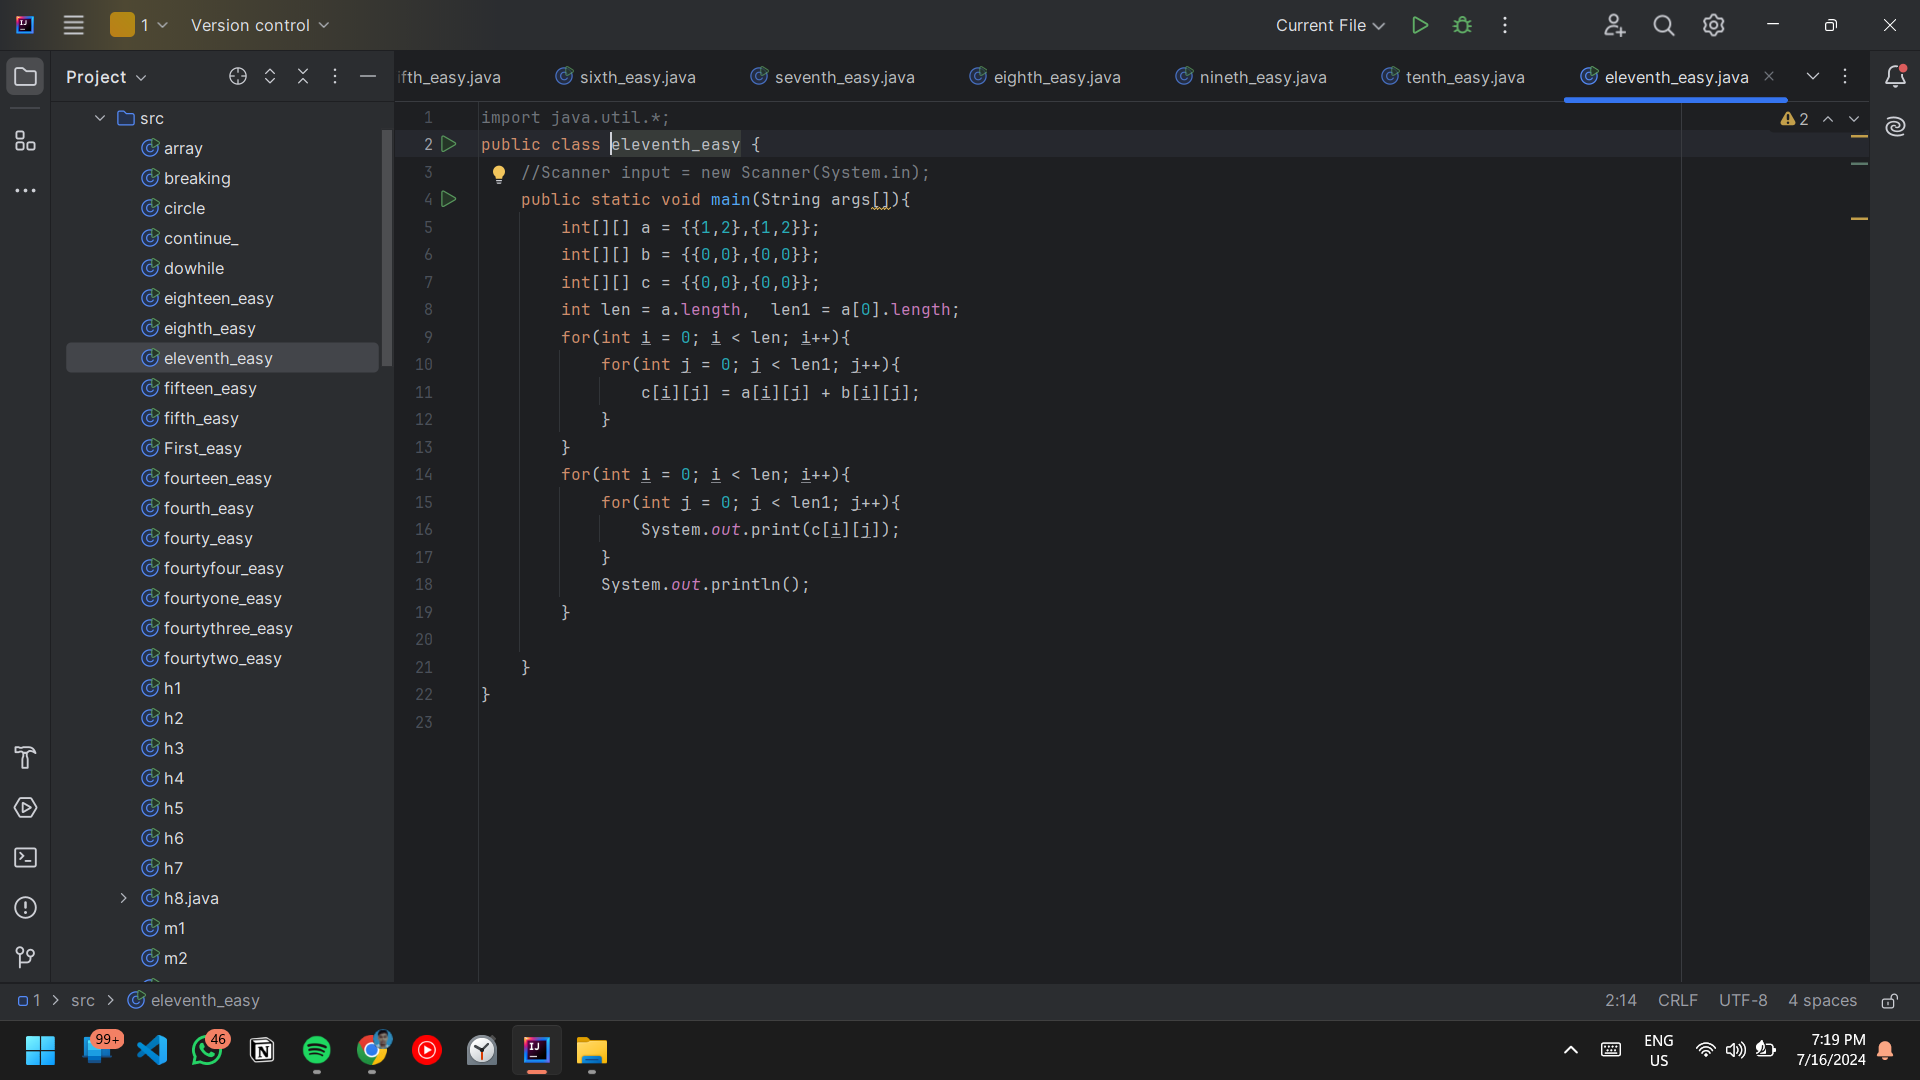 1 Version control Current File
Project
ifth_easy.java sixth_easy.java seventh_easy.java eighth_easy.java nineth_easy.java tenth_easy.java eleventh_easy.java
src
array
breaking
circle
continue_
dowhile
eighteen_easy
eighth_easy
eleventh_easy
fifteen_easy
fifth_easy
First_easy
fourteen_easy
fourth_easy
fourty_easy
fourtyfour_easy
fourtyone_easy
fourtythree_easy
fourtytwo_easy
h1
h2
h3
h4
h5
h6
h7
h8.java
m1
m2
1 import java.util.*;
2 public class eleventh_easy {
3 //Scanner input = new Scanner(System.in);
4 public static void main(String args[]){
5 int[][] a = {{1,2},{1,2}};
6 int[][] b = {{0,0},{0,0}};
7 int[][] c = {{0,0},{0,0}};
8 int len = a.length,  len1 = a[0].length;
9 for(int i = 0; i < len; i++){
10 for(int j = 0; j < len1; j++){
11 c[i][j] = a[i][j] + b[i][j];
12 }
13 }
14 for(int i = 0; i < len; i++){
15 for(int j = 0; j < len1; j++){
16 System.out.print(c[i][j]);
17 }
18 System.out.println();
19 }
20
21 }
22 }
23
2
1 > src > eleventh_easy
2:14 CRLF UTF-8 4 spaces
99+ 46
ENG
US
7:19 PM
7/16/2024